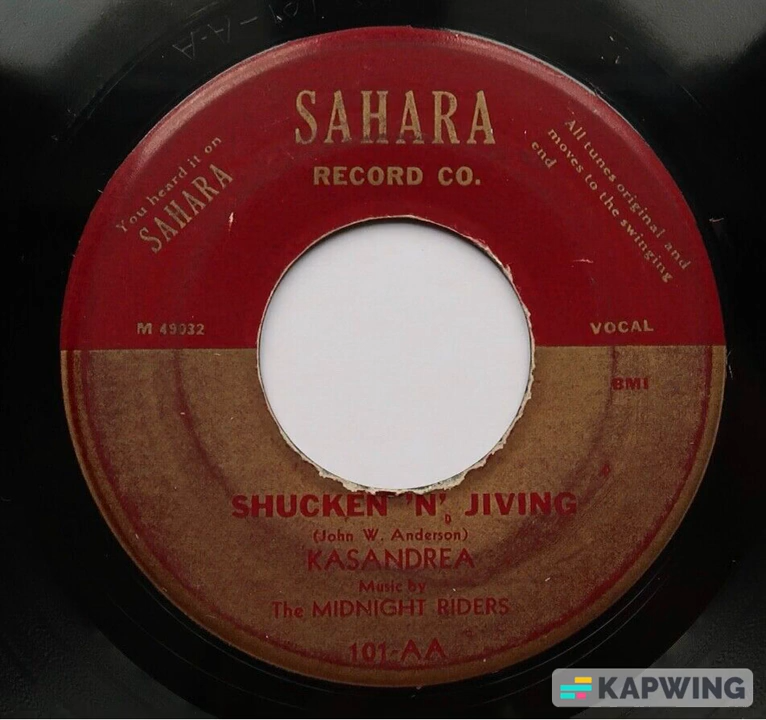 101-A-A
SAHARA
RECORD CO.
You heard it on
SAHARA
All tunes original and
moves to the swinging
end
M 49032
VOCAL
BMI
SHUCKEN 'N' JIVING
(John W. Anderson)
KASANDREA
Music by
The MIDNIGHT RIDERS
101-AA
KAPWING